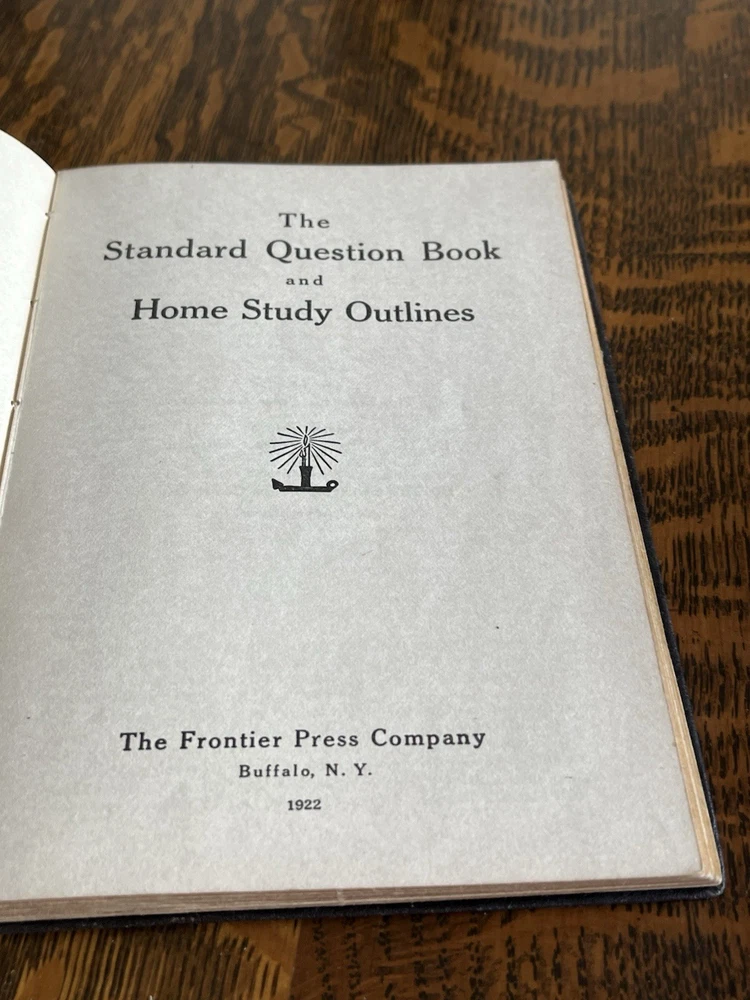 The
Standard Question Book
and
Home Study Outlines
The Frontier Press Company
Buffalo, N. Y.
1922